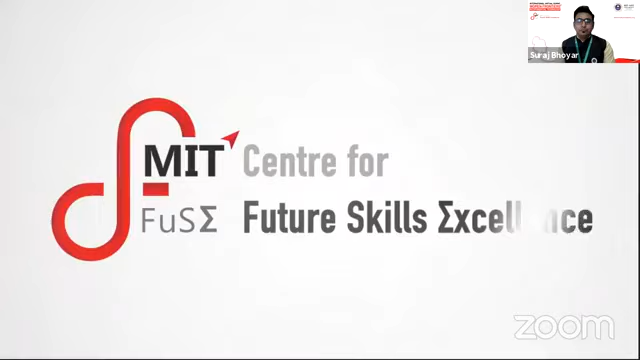 MIT
FuSΣ
Centre for
Future Skills Σxcellence
Suraj Bhoyar
zoom